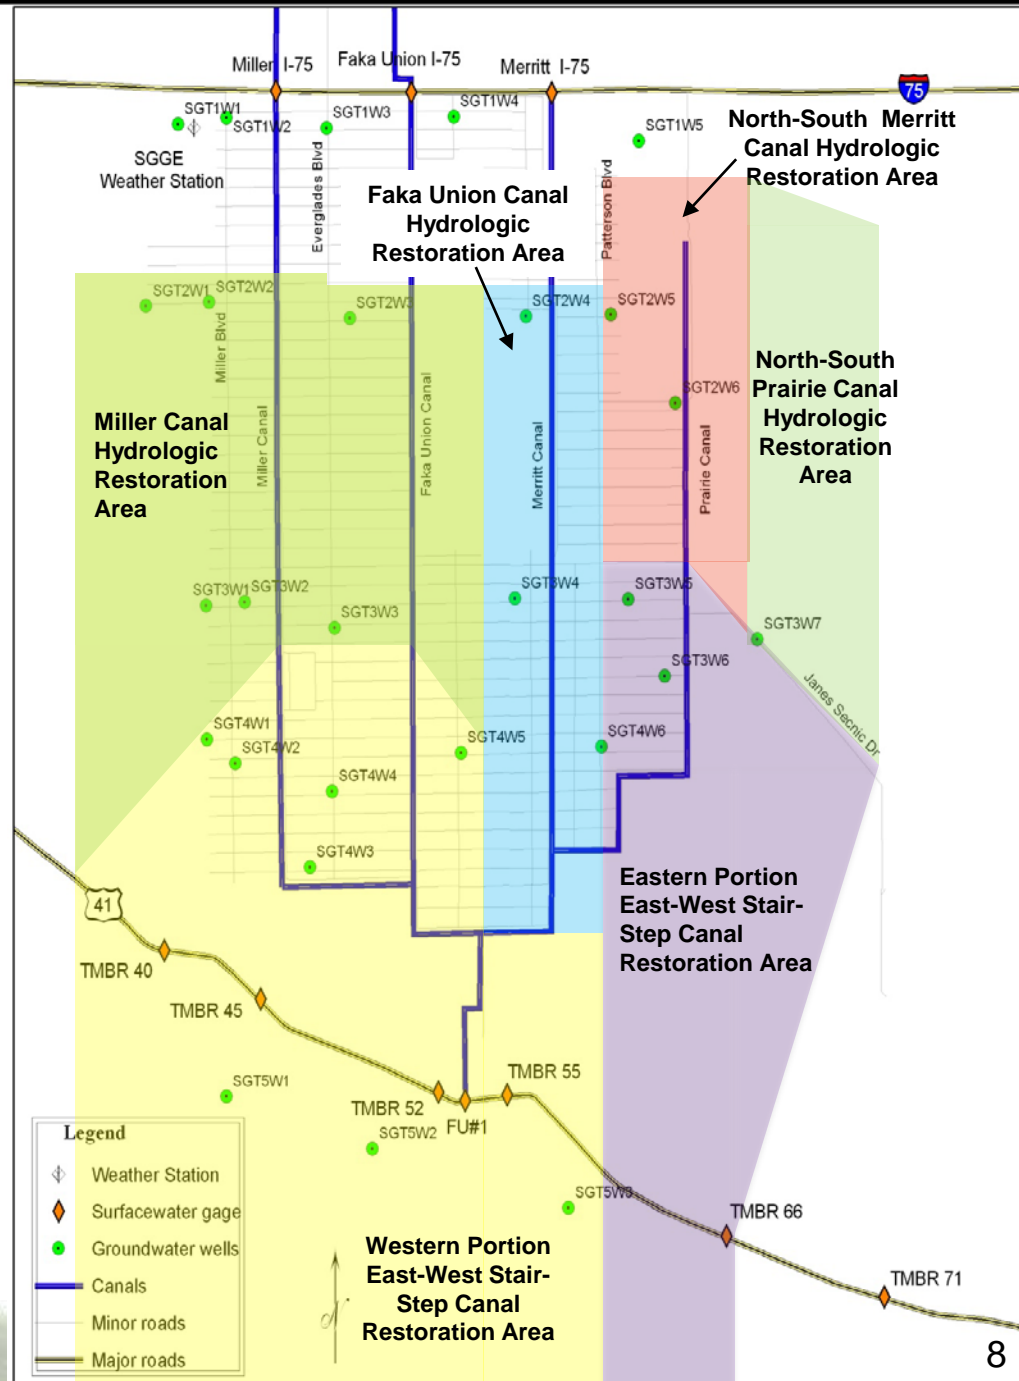 Miller I-75
Faka Union I-75
Merritt I-75
75
SGT1W1
SGT1W2
SGT1W3
SGT1W4
SGT1W5
SGGE
Weather Station
North-South Merritt
Canal Hydrologic
Restoration Area
Everglades Blvd
Patterson Blvd
Faka Union Canal
Hydrologic
Restoration Area
SGT2W1
SGT2W2
SGT2W3
SGT2W4
SGT2W5
Miller Blvd
North-South
Prairie Canal
Hydrologic
Restoration
Area
SGT2W6
Miller Canal
Hydrologic
Restoration
Area
Miller Canal
Faka Union Canal
Merritt Canal
Prairie Canal
SGT3W1
SGT3W2
SGT3W3
SGT3W4
SGT3W5
SGT3W7
SGT3W6
Janes Secnic Dr
SGT4W1
SGT4W2
SGT4W5
SGT4W6
SGT4W4
SGT4W3
Eastern Portion
East-West Stair-
Step Canal
Restoration Area
41
TMBR 40
TMBR 45
TMBR 55
TMBR 52
FU#1
SGT5W1
SGT5W2
SGT5W3
TMBR 66
TMBR 71
Western Portion
East-West Stair-
Step Canal
Restoration Area
N
Legend
Weather Station
Surfacewater gage
Groundwater wells
Canals
Minor roads
Major roads
8